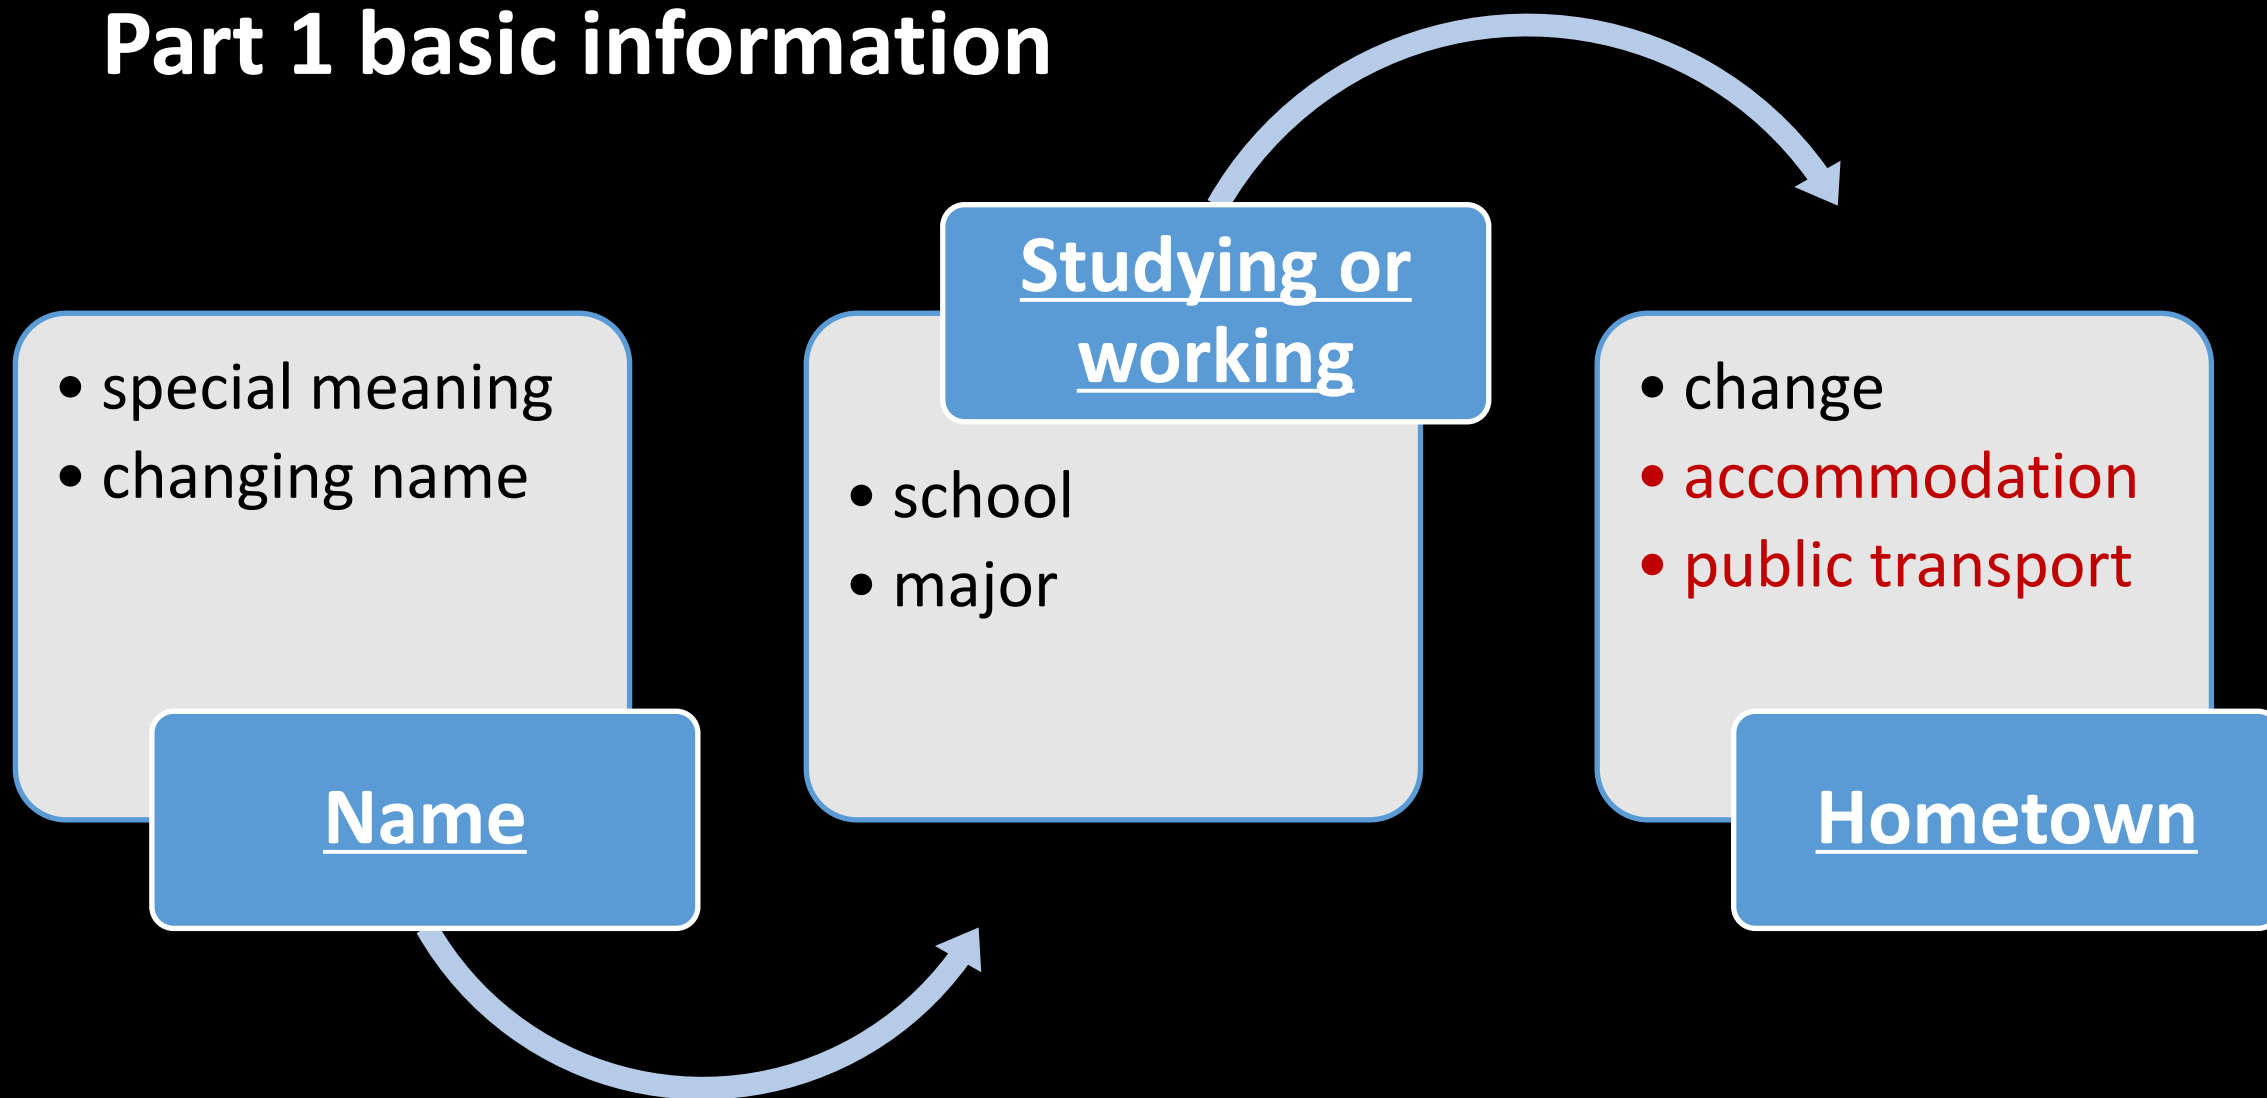 Part 1 basic information
• special meaning
• changing name
Name
Studying or
working
• school
• major
• change
• accommodation
• public transport
Hometown